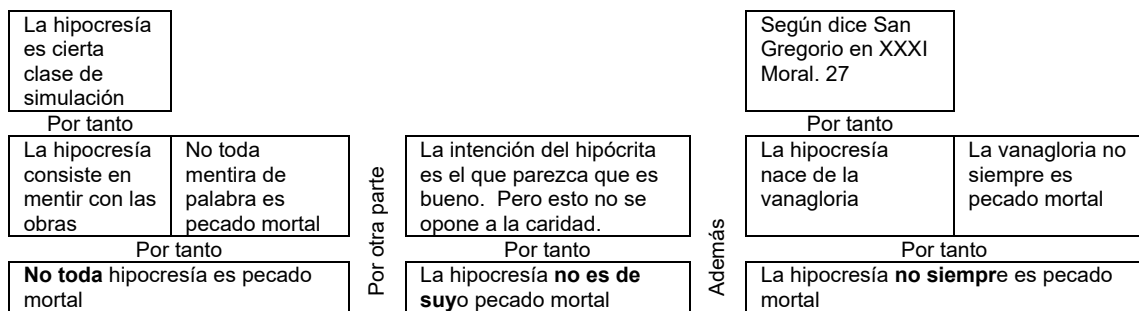 La hipocresía
es cierta
clase de
simulación
Por tanto
La hipocresía
consiste en
mentir con las
obras
No toda
mentira de
palabra es
pecado mortal
Por tanto
No toda hipocresía es pecado
mortal
Por otra parte
La intención del hipócrita
es el que parezca que es
bueno. Pero esto no se
opone a la caridad.
Por tanto
La hipocresía no es de
suyo pecado mortal
Además
Según dice San
Gregorio en XXXI
Moral. 27
Por tanto
La hipocresía
nace de la
vanagloria
La vanagloria no
siempre es
pecado mortal
Por tanto
La hipocresía no siempre es pecado
mortal